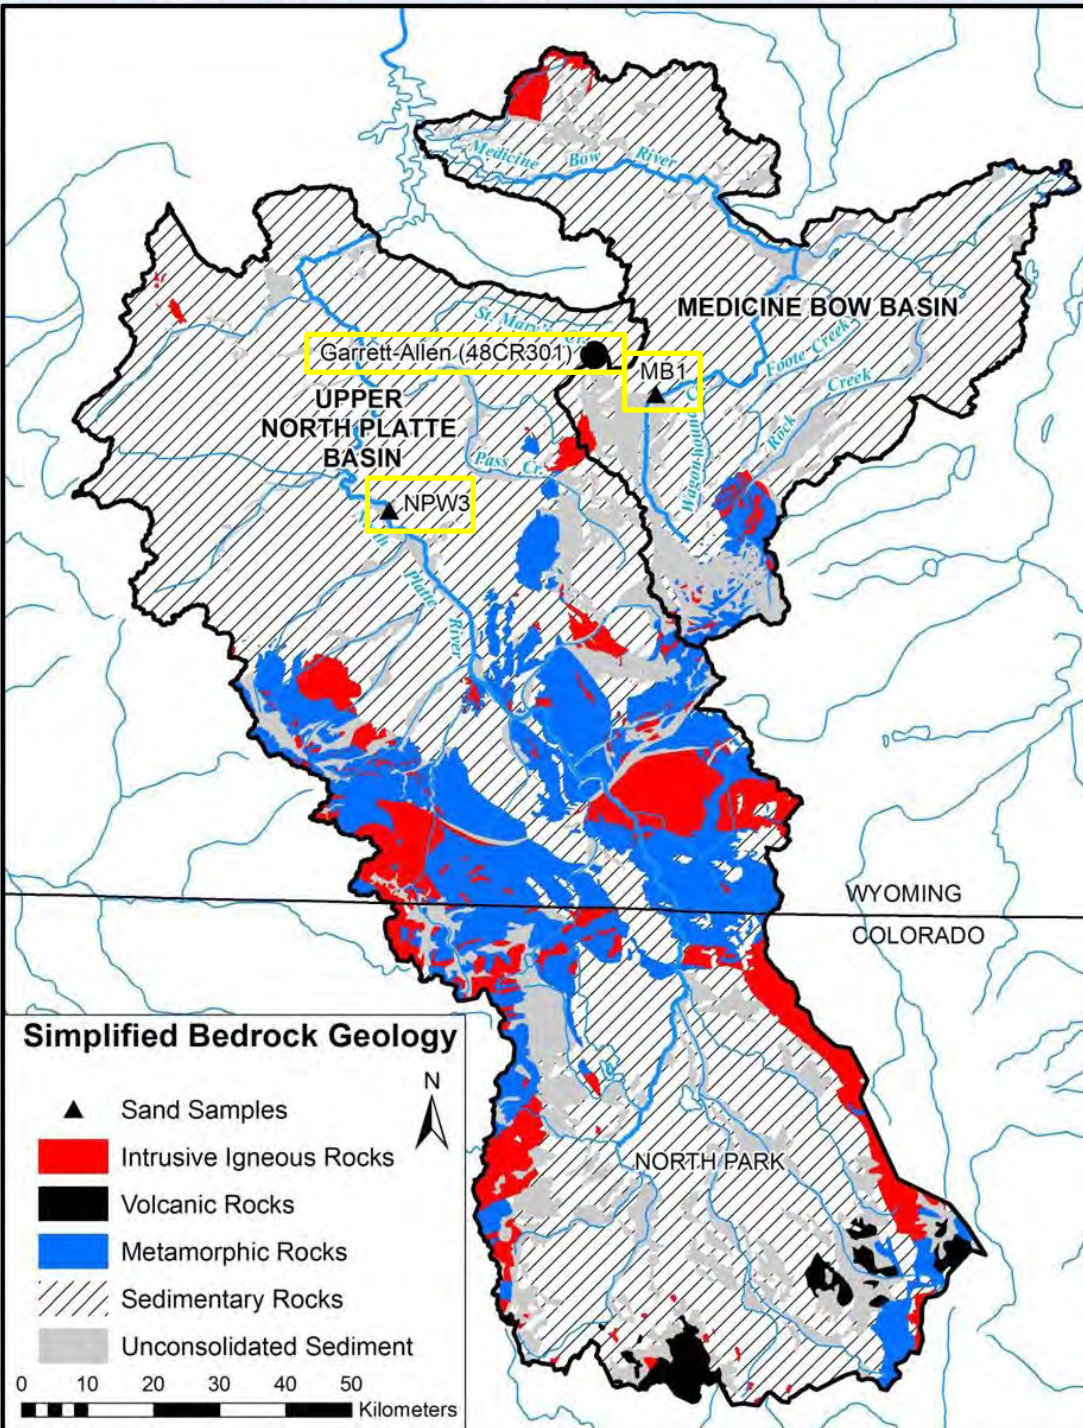 Medicine Bow River
MEDICINE BOW BASIN
St. Mary's Cr.
Garrett-Allen (48CR301)
MB1
Foote Creek
Rock Creek
Wagonhound Cr.
UPPER
NORTH PLATTE
BASIN
Pass Cr.
NPW3
Platte
River
WYOMING
COLORADO
NORTH PARK
Simplified Bedrock Geology
N
Sand Samples
Intrusive Igneous Rocks
Volcanic Rocks
Metamorphic Rocks
Sedimentary Rocks
Unconsolidated Sediment
0 10 20 30 40 50
Kilometers